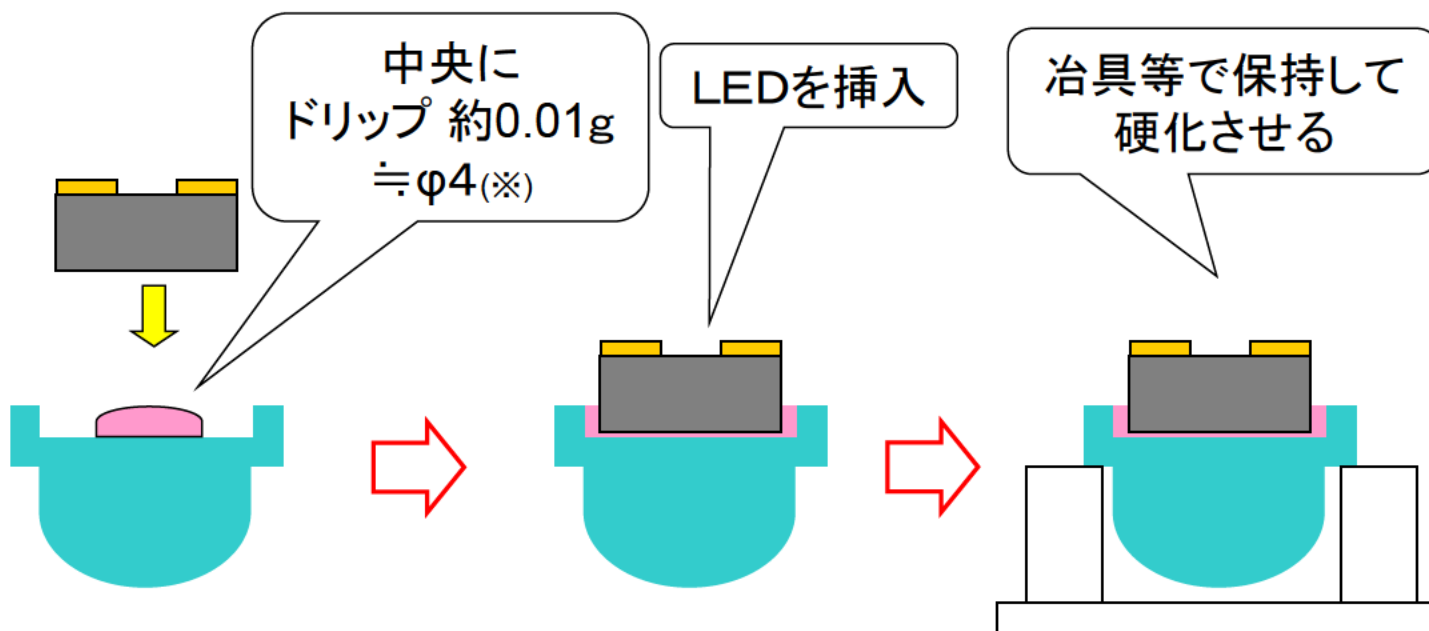 中央に
ドリップ 約0.01g
≒φ4(※)
LEDを挿入
冶具等で保持して
硬化させる